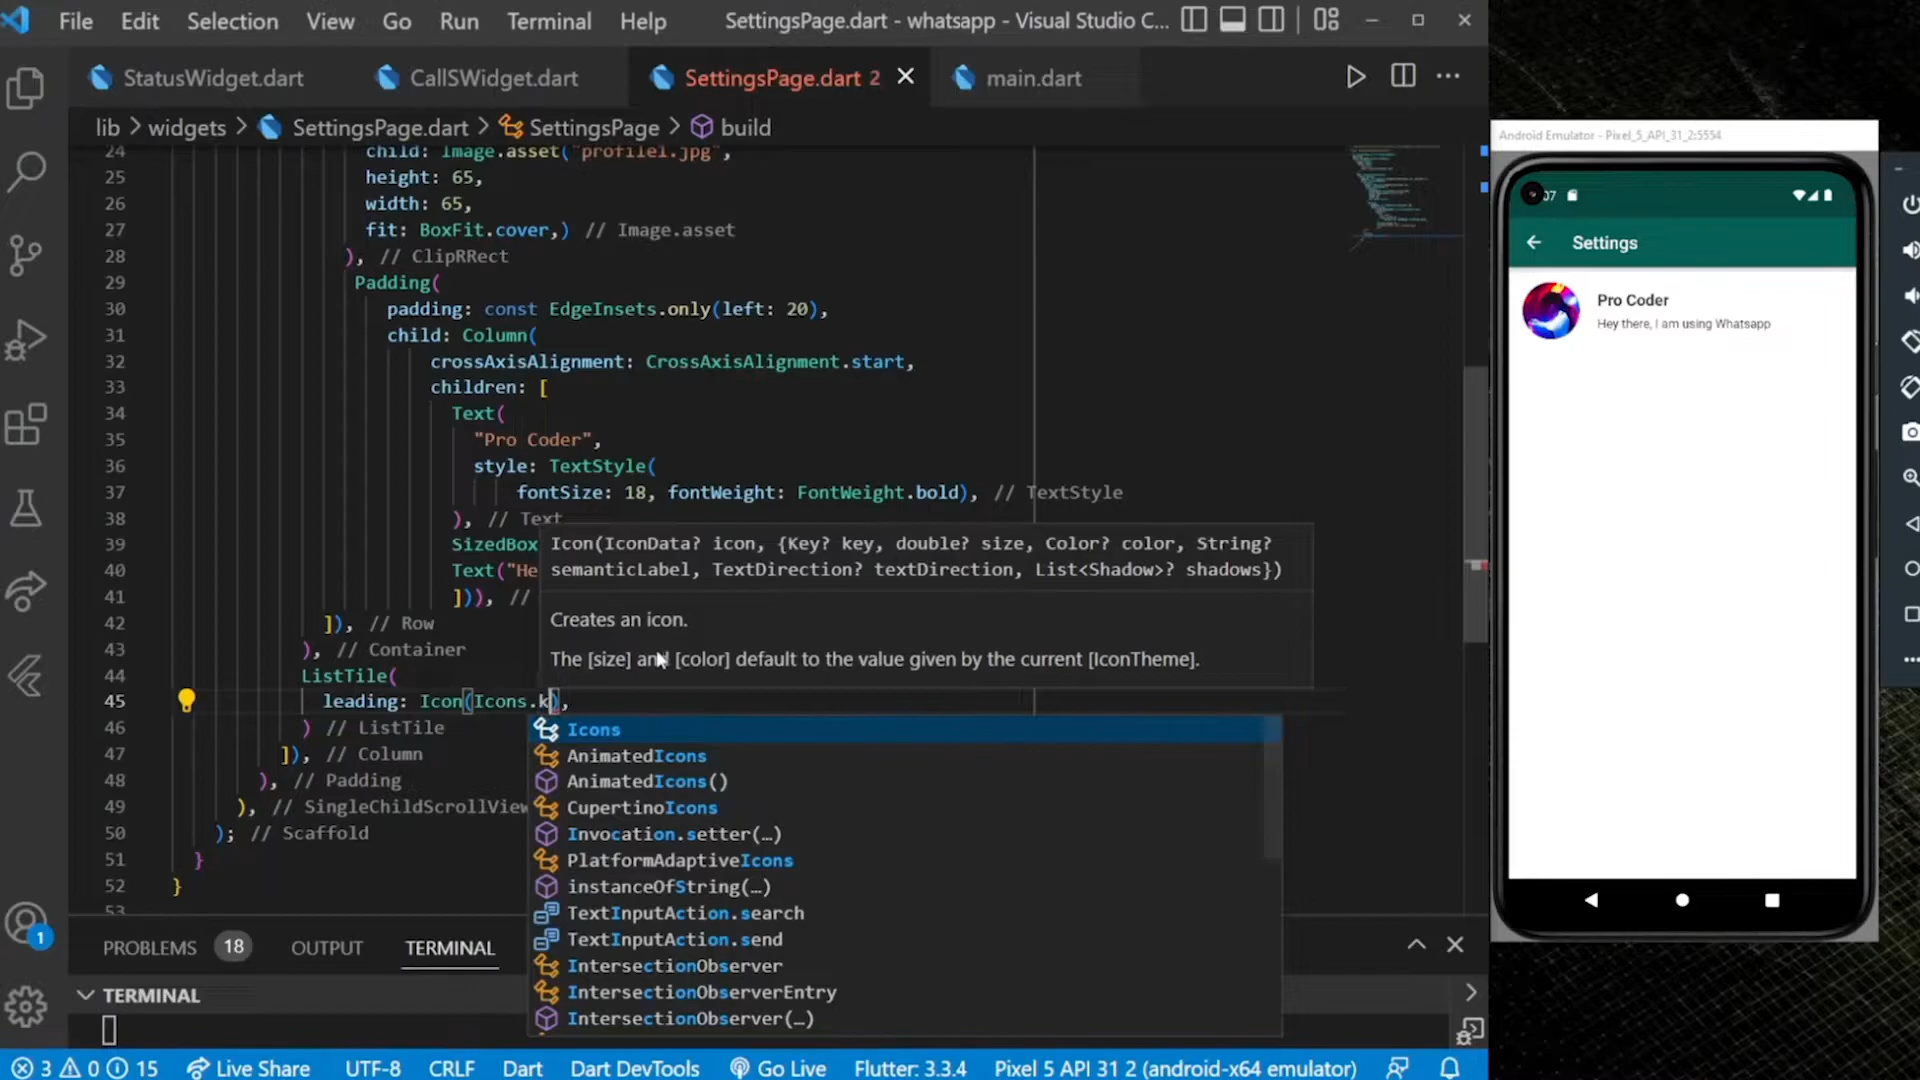 File Edit Selection View Go Run Terminal Help SettingsPage.dart - whatsapp - Visual Studio C...
StatusWidget.dart CallSWidget.dart SettingsPage.dart 2 main.dart
lib > widgets > SettingsPage.dart > SettingsPage > build
24 child: Image.asset("profile1.jpg",
25 height: 65,
26 width: 65,
27 fit: BoxFit.cover,) // Image.asset
28 ), // ClipRRect
29 Padding(
30 padding: const EdgeInsets.only(left: 20),
31 child: Column(
32 crossAxisAlignment: CrossAxisAlignment.start,
33 children: [
34 Text(
35 "Pro Coder",
36 style: TextStyle(
37 fontSize: 18, fontWeight: FontWeight.bold), // TextStyle
38 ), // Text
39 SizedBox
40 Text("He
41 ])), //
42 ]), // Row
43 ), // Container
44 ListTile(
45 leading: Icon(Icons.k),
46 ) // ListTile
47 ]), // Column
48 ), // Padding
49 ), // SingleChildScrollView
50 ); // Scaffold
51 }
52 }
53
Icon(IconData? icon, {Key? key, double? size, Color? color, String?
semanticLabel, TextDirection? textDirection, List<Shadow>? shadows})
Creates an icon.
The [size] and [color] default to the value given by the current [IconTheme].
Icons
AnimatedIcons
AnimatedIcons()
CupertinoIcons
Invocation.setter(…)
PlatformAdaptiveIcons
instanceOfString(…)
TextInputAction.search
TextInputAction.send
IntersectionObserver
IntersectionObserverEntry
IntersectionObserver(…)
PROBLEMS 18 OUTPUT TERMINAL
TERMINAL
1
3 0 15 Live Share UTF-8 CRLF Dart Dart DevTools Go Live Flutter: 3.3.4 Pixel 5 API 31 2 (android-x64 emulator)
Android Emulator - Pixel_5_API_31_2:5554
07
Settings
Pro Coder
Hey there, I am using Whatsapp